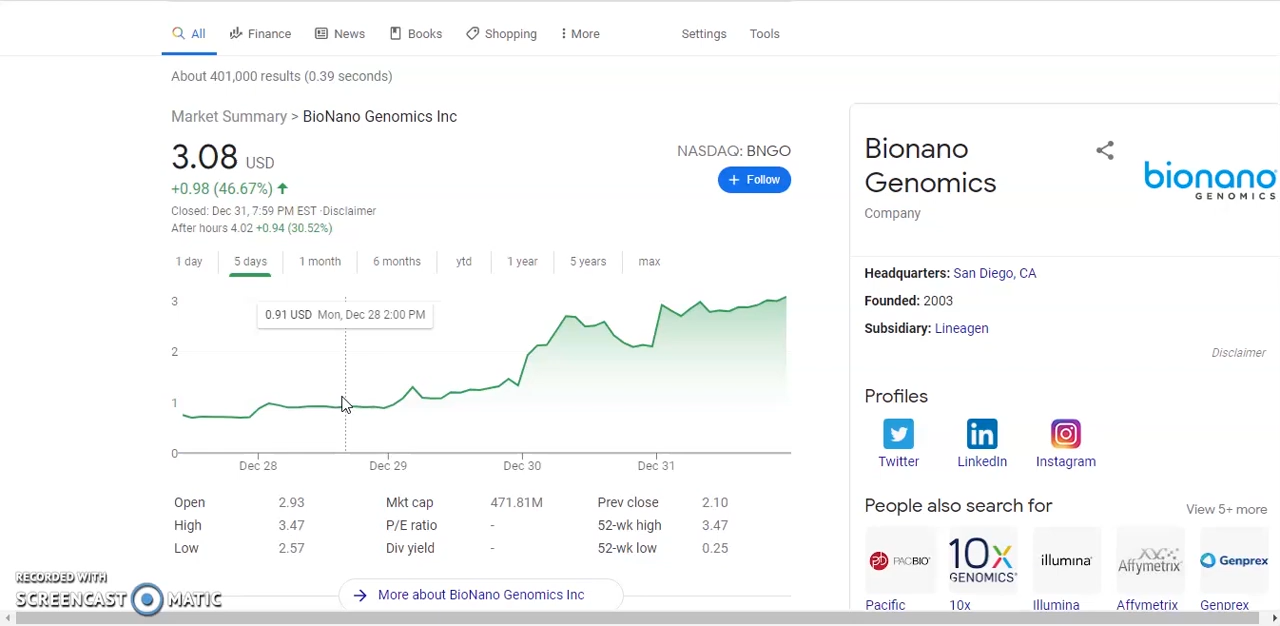 All Finance News Books Shopping More Settings Tools
About 401,000 results (0.39 seconds)
Market Summary > BioNano Genomics Inc
3.08 USD
NASDAQ: BNGO
+0.98 (46.67%)
+ Follow
Closed: Dec 31, 7:59 PM EST ·Disclaimer
After hours 4.02 +0.94 (30.52%)
1 day 5 days 1 month 6 months ytd 1 year 5 years max
3
0.91 USD Mon, Dec 28 2:00 PM
2
1
0
Dec 28 Dec 29 Dec 30 Dec 31
Open 2.93 Mkt cap 471.81M Prev close 2.10
High 3.47 P/E ratio - 52-wk high 3.47
Low 2.57 Div yield - 52-wk low 0.25
More about BioNano Genomics Inc
Bionano
Genomics
Company
bionano
GENOMICS
Headquarters: San Diego, CA
Founded: 2003
Subsidiary: Lineagen
Disclaimer
Profiles
Twitter LinkedIn Instagram
People also search for View 5+ more
PACBIO 10X GENOMICS illumına Affymetrix Genprex
Pacific 10x Illumina Affymetrix Genprex
RECORDED WITH
SCREENCAST MATIC